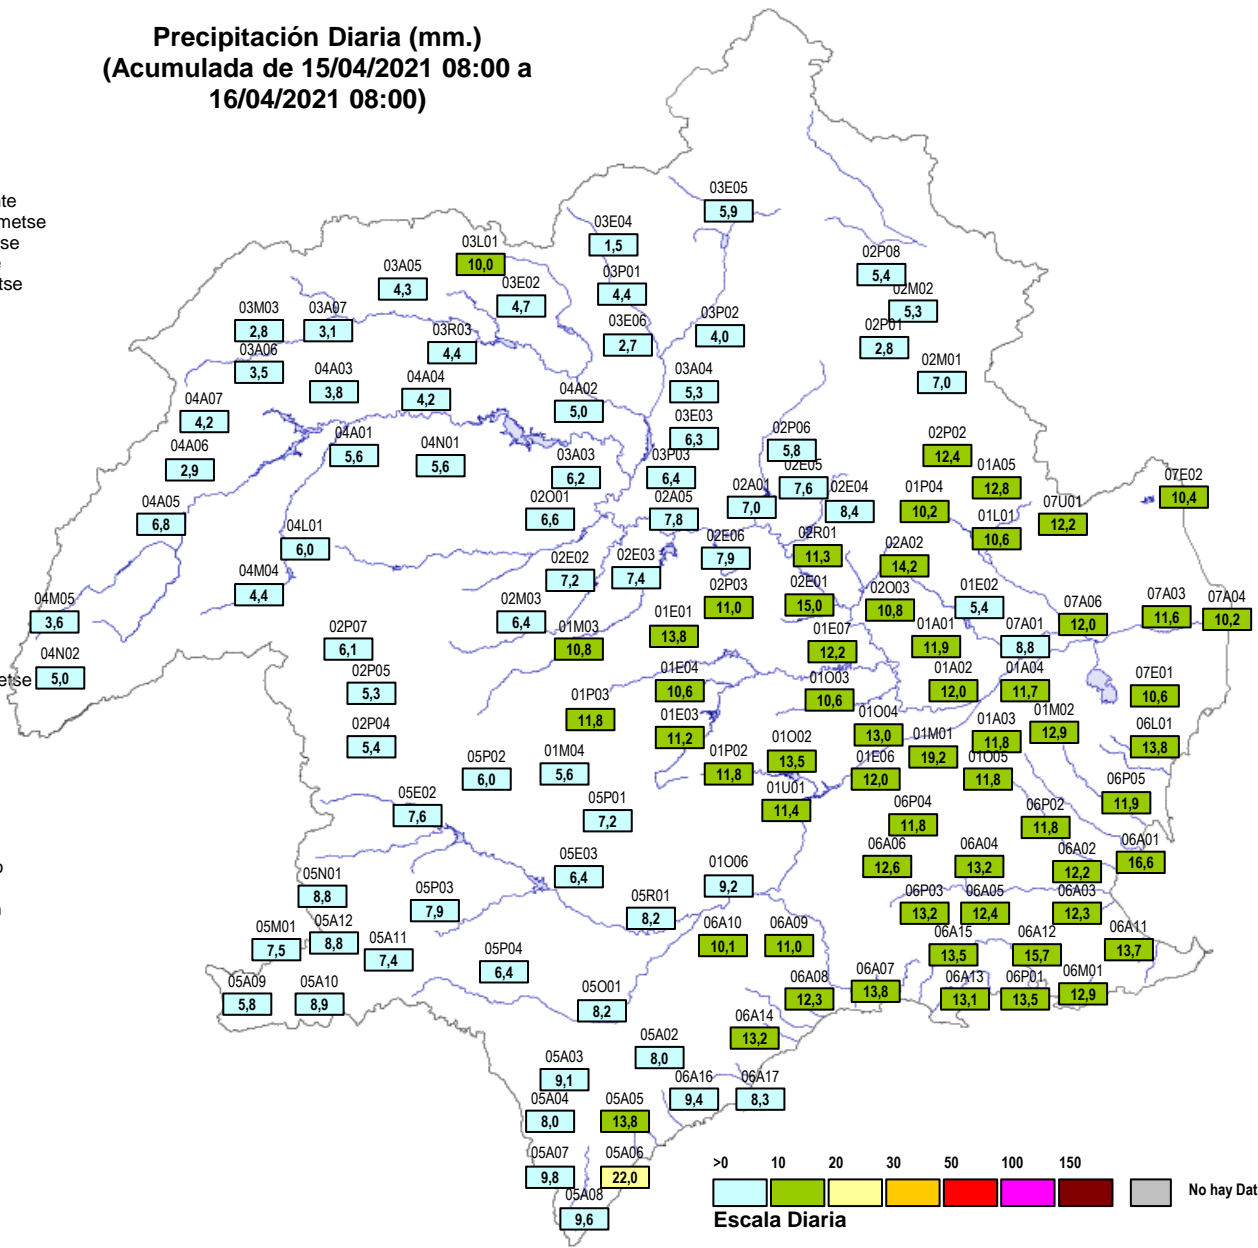 Precipitación Diaria (mm.)
(Acumulada de 15/04/2021 08:00 a
16/04/2021 08:00)
te
metse
se
e
tse
03E05
5,9
03E04
1,5
03L01
10,0
03A05
4,3
03E02
4,7
03P01
4,4
02P08
5,4
02M02
5,3
03M03
2,8
03A07
3,1
03R03
4,4
03E06
2,7
03P02
4,0
02P01
2,8
03A06
3,5
04A03
3,8
04A04
4,2
04A02
5,0
03A04
5,3
02M01
7,0
04A07
4,2
03E03
6,3
04A01
5,6
04N01
5,6
02P06
5,8
02P02
12,4
04A06
2,9
03A03
6,2
03P03
6,4
02E05
7,6
01A05
12,8
07E02
10,4
04A05
6,8
02O01
6,6
02A05
7,8
02A01
7,0
02E04
8,4
01P04
10,2
01L01
10,6
07U01
12,2
04L01
6,0
02E06
7,9
02R01
11,3
02A02
14,2
04M04
4,4
02E02
7,2
02E03
7,4
04M05
3,6
02M03
6,4
02P03
11,0
02E01
15,0
02O03
10,8
01E02
5,4
07A06
12,0
07A03
11,6
07A04
10,2
01E01
13,8
01M03
10,8
01E07
12,2
01A01
11,9
07A01
8,8
02P07
6,1
04N02
5,0
etse
02P05
5,3
01E04
10,6
01O03
10,6
01A02
12,0
01A04
11,7
07E01
10,6
01P03
11,8
01E03
11,2
01O04
13,0
01A03
11,8
01M02
12,9
06L01
13,8
02P04
5,4
01M01
19,2
05P02
6,0
01M04
5,6
01P02
11,8
01O02
13,5
01E06
12,0
01O05
11,8
06P05
11,9
05E02
7,6
05P01
7,2
01U01
11,4
06P04
11,8
06P02
11,8
05E03
6,4
06A06
12,6
06A04
13,2
06A02
12,2
06A01
16,6
05N01
8,8
05P03
7,9
01O06
9,2
05R01
8,2
06P03
13,2
06A05
12,4
06A03
12,3
05M01
7,5
05A12
8,8
05A11
7,4
06A10
10,1
06A09
11,0
06A15
13,5
06A12
15,7
06A11
13,7
05P04
6,4
05A09
5,8
05A10
8,9
05O01
8,2
06A08
12,3
06A07
13,8
06A13
13,1
06P01
13,5
06M01
12,9
06A14
13,2
05A02
8,0
05A03
9,1
06A16
9,4
06A17
8,3
05A04
8,0
05A05
13,8
05A07
9,8
05A06
22,0
05A08
9,6
>0 10 20 30 50 100 150
No hay Dat
Escala Diaria